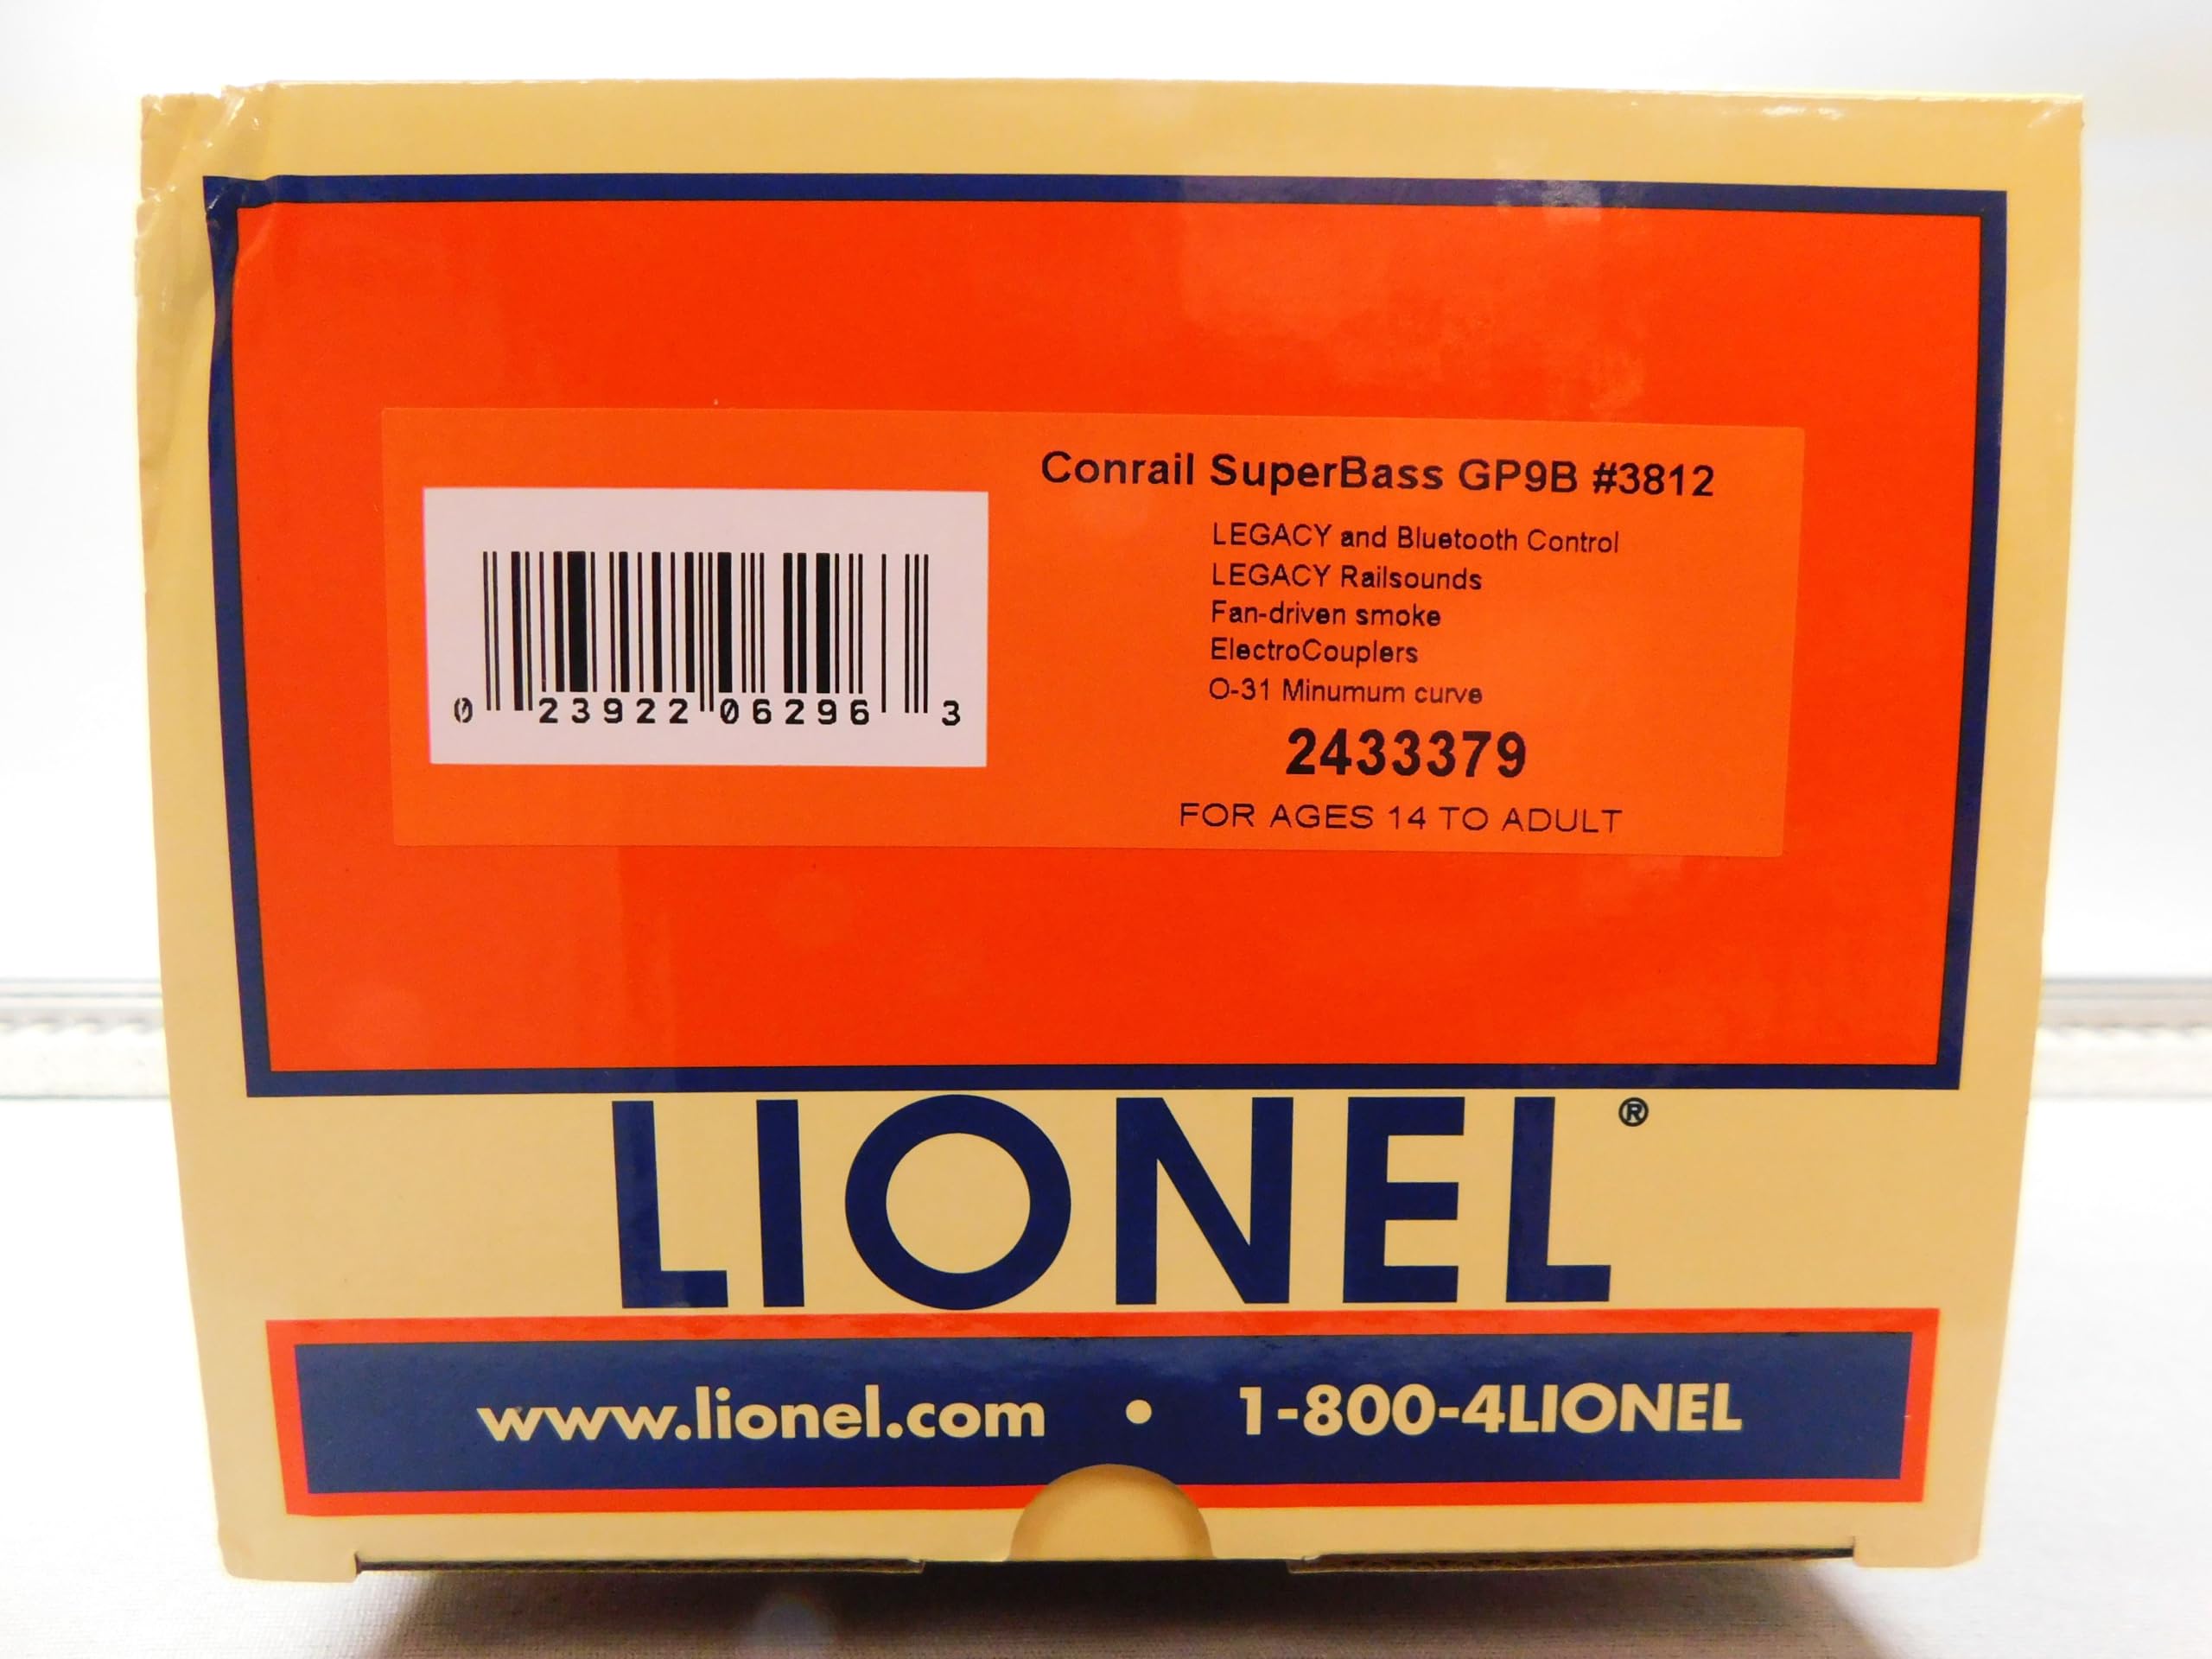 Conrail SuperBass GP9B #3812
LEGACY and Bluetooth Control
LEGACY Railsounds
Fan-driven smoke
ElectroCouplers
O-31 Minumum curve
2433379
FOR AGES 14 TO ADULT
0 23922 06296 3
LIONEL®
www.lionel.com • 1-800-4LIONEL